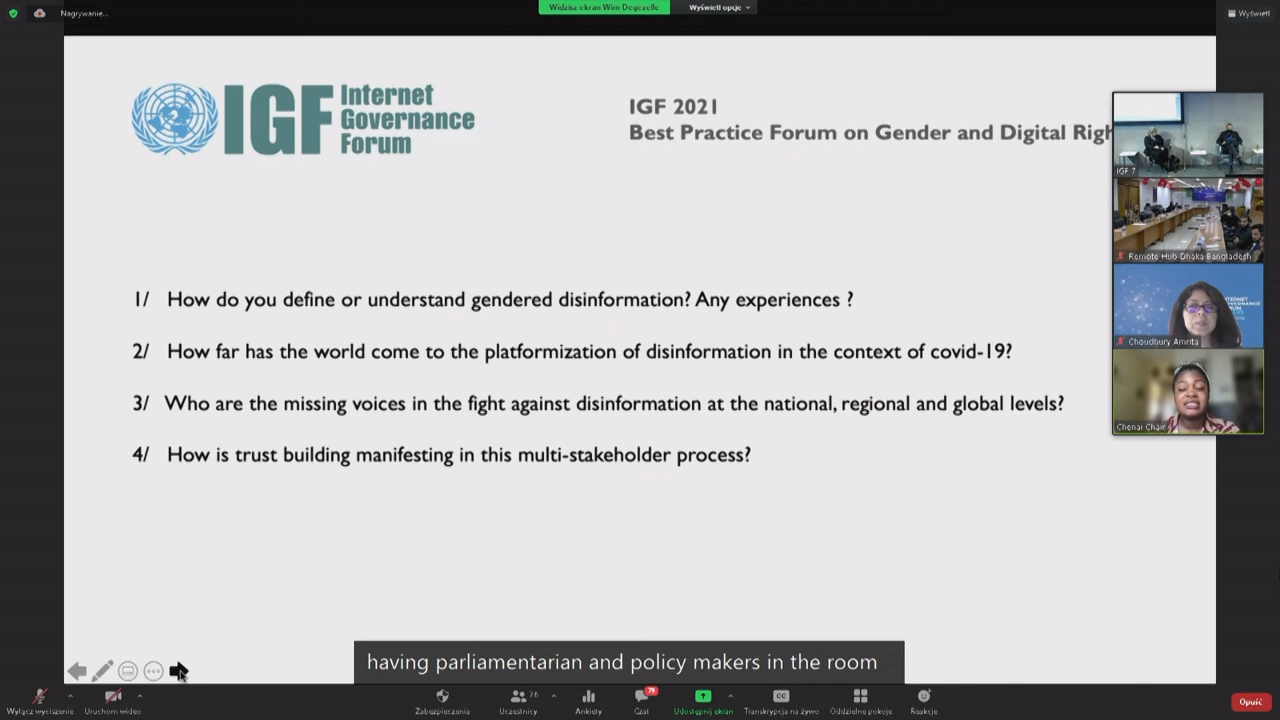 Nagrywanie...
Widzisz ekran Wim Degezelle
Wyświetl opcje
Wyświetl
IGF Internet
Governance
Forum
IGF 2021
Best Practice Forum on Gender and Digital Righ
IGF 7
Remote Hub Dhaka Bangladesh
Choudhury Amrita
Chenai Chair
1/ How do you define or understand gendered disinformation? Any experiences ?
2/ How far has the world come to the platformization of disinformation in the context of covid-19?
3/ Who are the missing voices in the fight against disinformation at the national, regional and global levels?
4/ How is trust building manifesting in this multi-stakeholder process?
having parliamentarian and policy makers in the room
Wyłącz wyciszenie
Uruchom wideo
Zabezpieczenia
Uczestnicy
76
Ankiety
Czat
79
Udostępnij ekran
CC
Transkrypcja na żywo
Oddzielne pokoje
Reakcje
Opuść